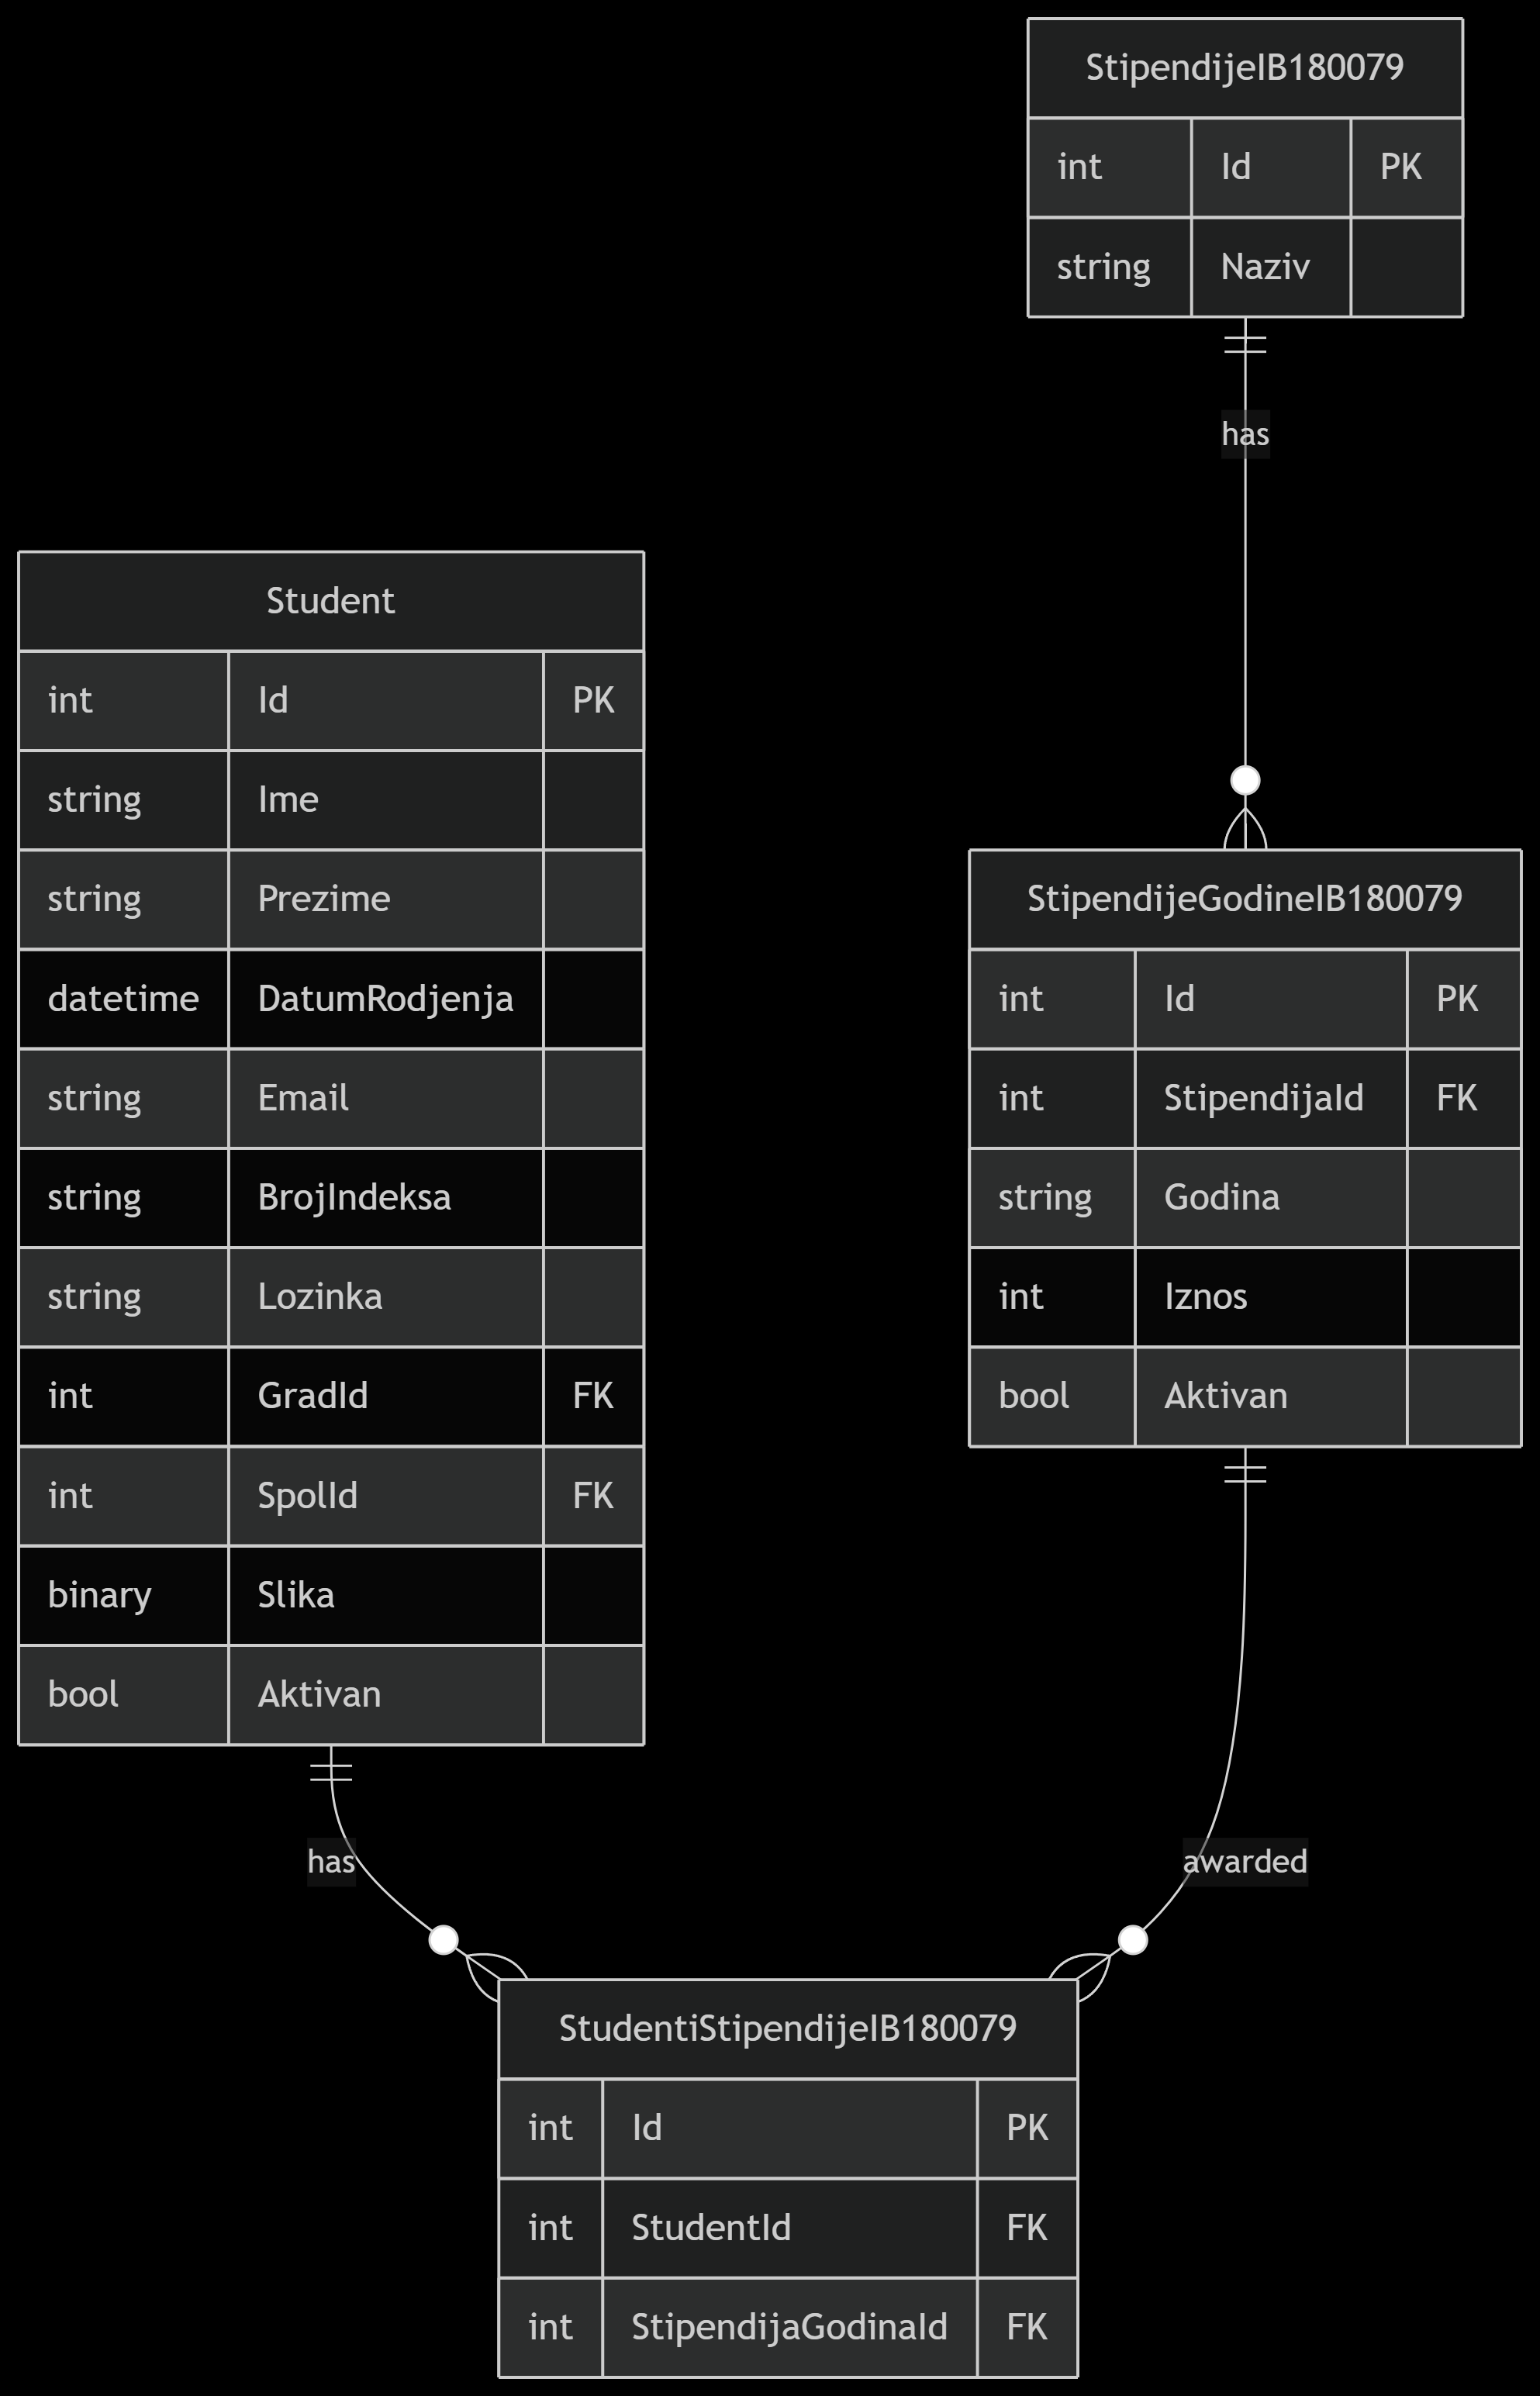 StipendijeIB180079
int Id PK
string Naziv
has
Student
int Id PK
string Ime
string Prezime
datetime DatumRodjenja
string Email
string BrojIndeksa
string Lozinka
int GradId FK
int SpolId FK
binary Slika
bool Aktivan
StipendijeGodineIB180079
int Id PK
int StipendijaId FK
string Godina
int Iznos
bool Aktivan
has
awarded
StudentiStipendijeIB180079
int Id PK
int StudentId FK
int StipendijaGodinaId FK